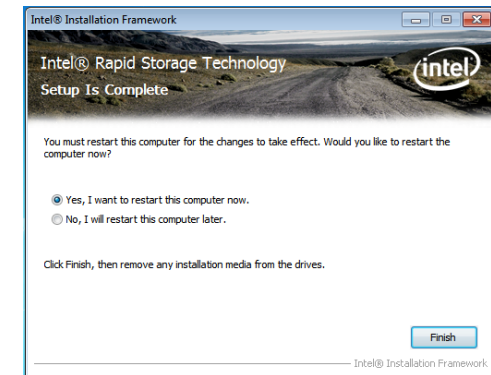 Intel® Installation Framework
Intel® Rapid Storage Technology
Setup Is Complete
intel
You must restart this computer for the changes to take effect. Would you like to restart the
computer now?
Yes, I want to restart this computer now.
No, I will restart this computer later.
Click Finish, then remove any installation media from the drives.
Finish
Intel® Installation Framework